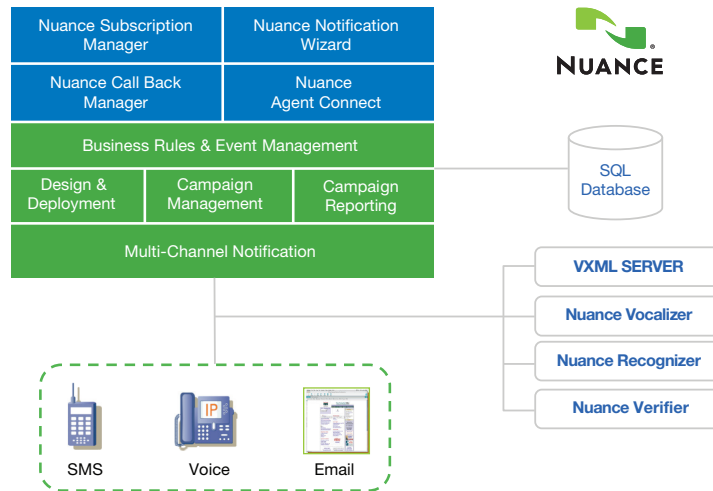 Nuance Subscription
Manager
Nuance Notification
Wizard
Nuance Call Back
Manager
Nuance
Agent Connect
Business Rules & Event Management
Design &
Deployment
Campaign
Management
Campaign
Reporting
Multi-Channel Notification
NUANCE
SQL
Database
VXML SERVER
Nuance Vocalizer
Nuance Recognizer
Nuance Verifier
IP
SMS
Voice
Email